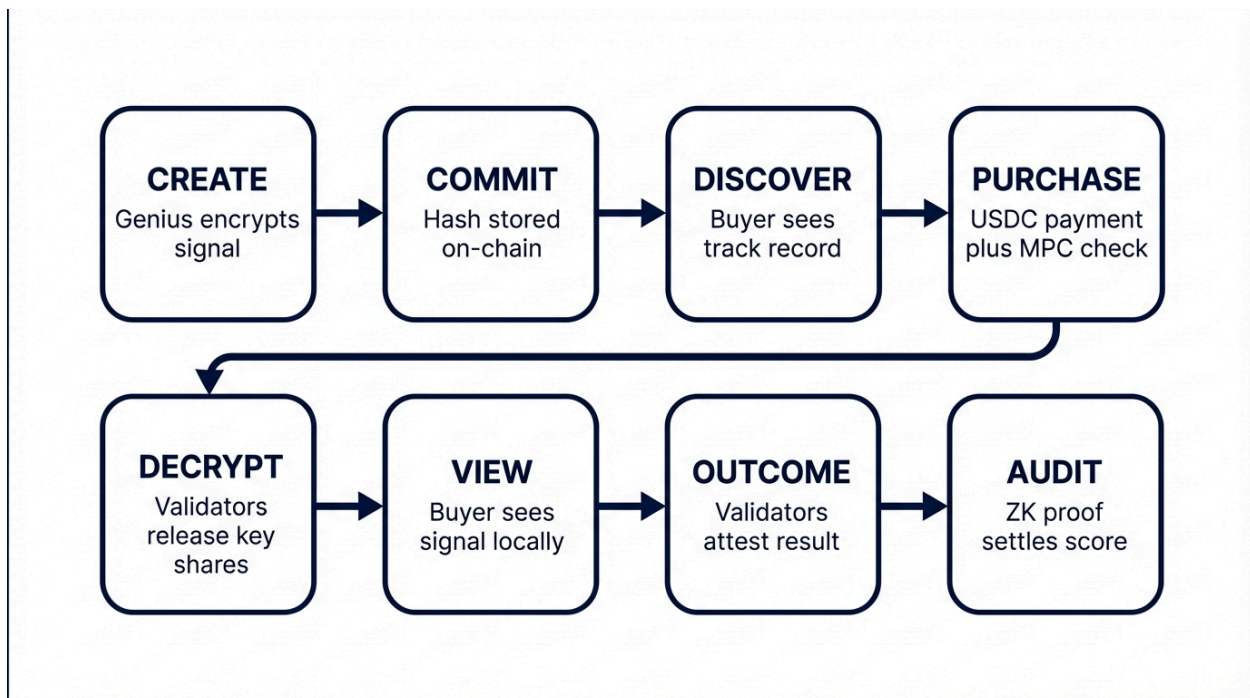 CREATE
Genius encrypts
signal
COMMIT
Hash stored
on-chain
DISCOVER
Buyer sees
track record
PURCHASE
USDC payment
plus MPC check
DECRYPT
Validators
release key
shares
VIEW
Buyer sees
signal locally
OUTCOME
Validators
attest result
AUDIT
ZK proof
settles score